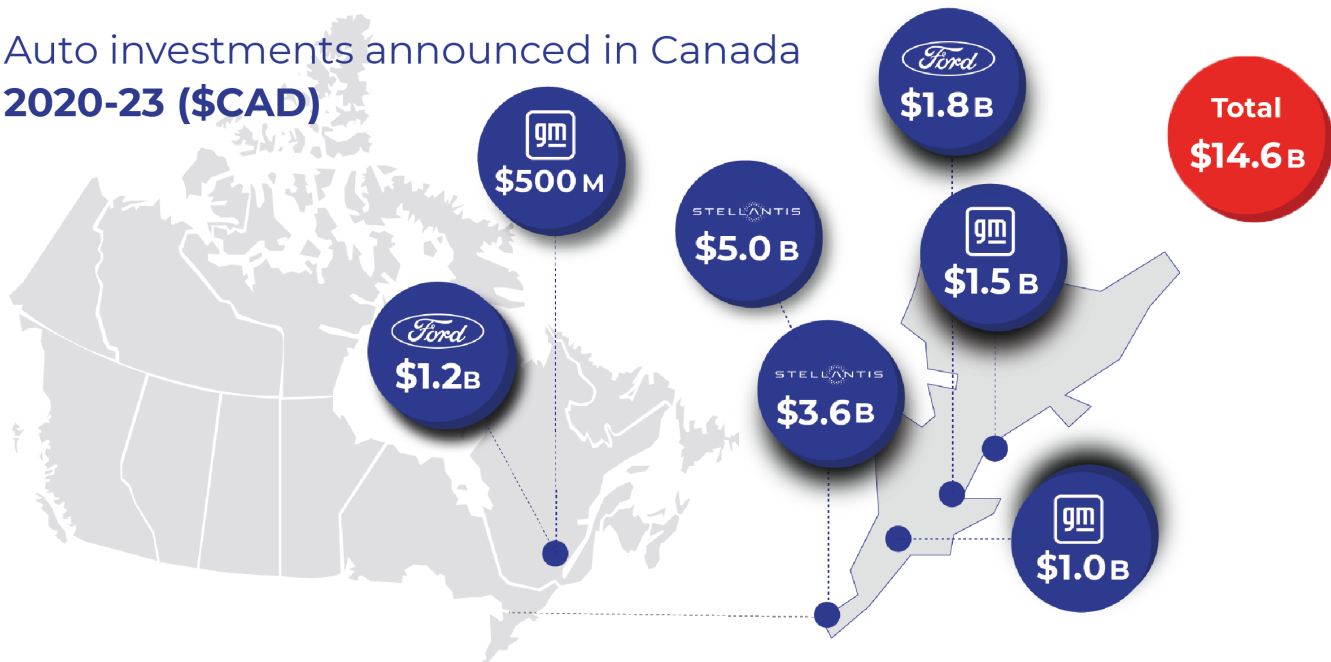 Auto investments announced in Canada
2020-23 ($CAD)
gm
$500 M
Ford
$1.2B
STELLANTIS
$5.0 B
STELLANTIS
$3.6 B
Ford
$1.8 B
gm
$1.5 B
gm
$1.0 B
Total
$14.6 B